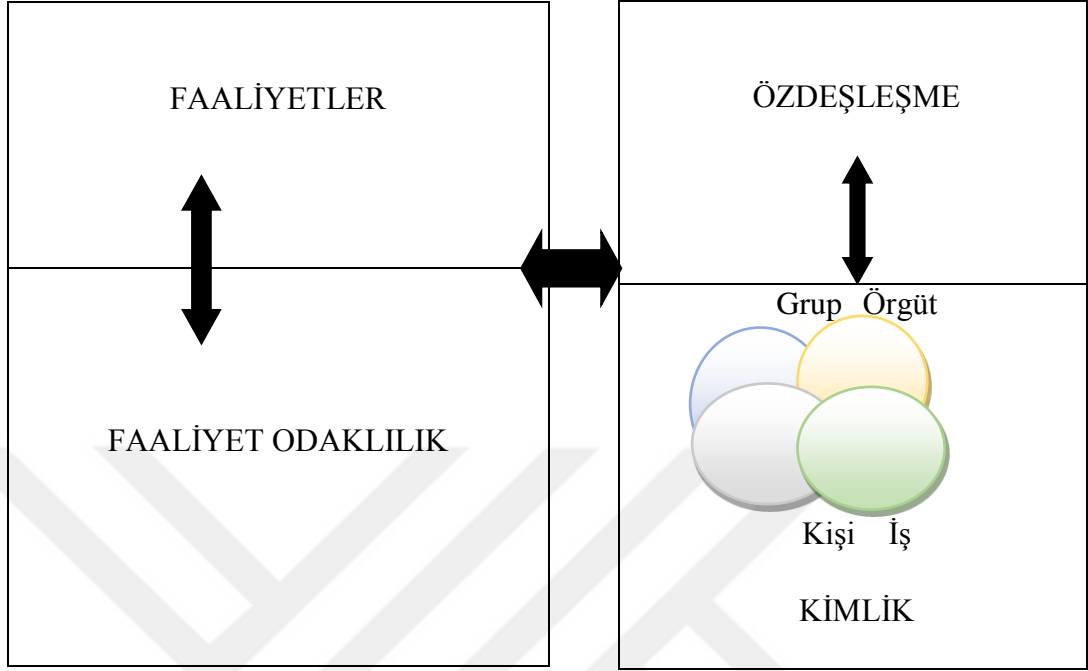 FAALİYETLER
FAALİYET ODAKLILIK
ÖZDEŞLEŞME
Grup Örgüt
Kişi İş
KİMLİK